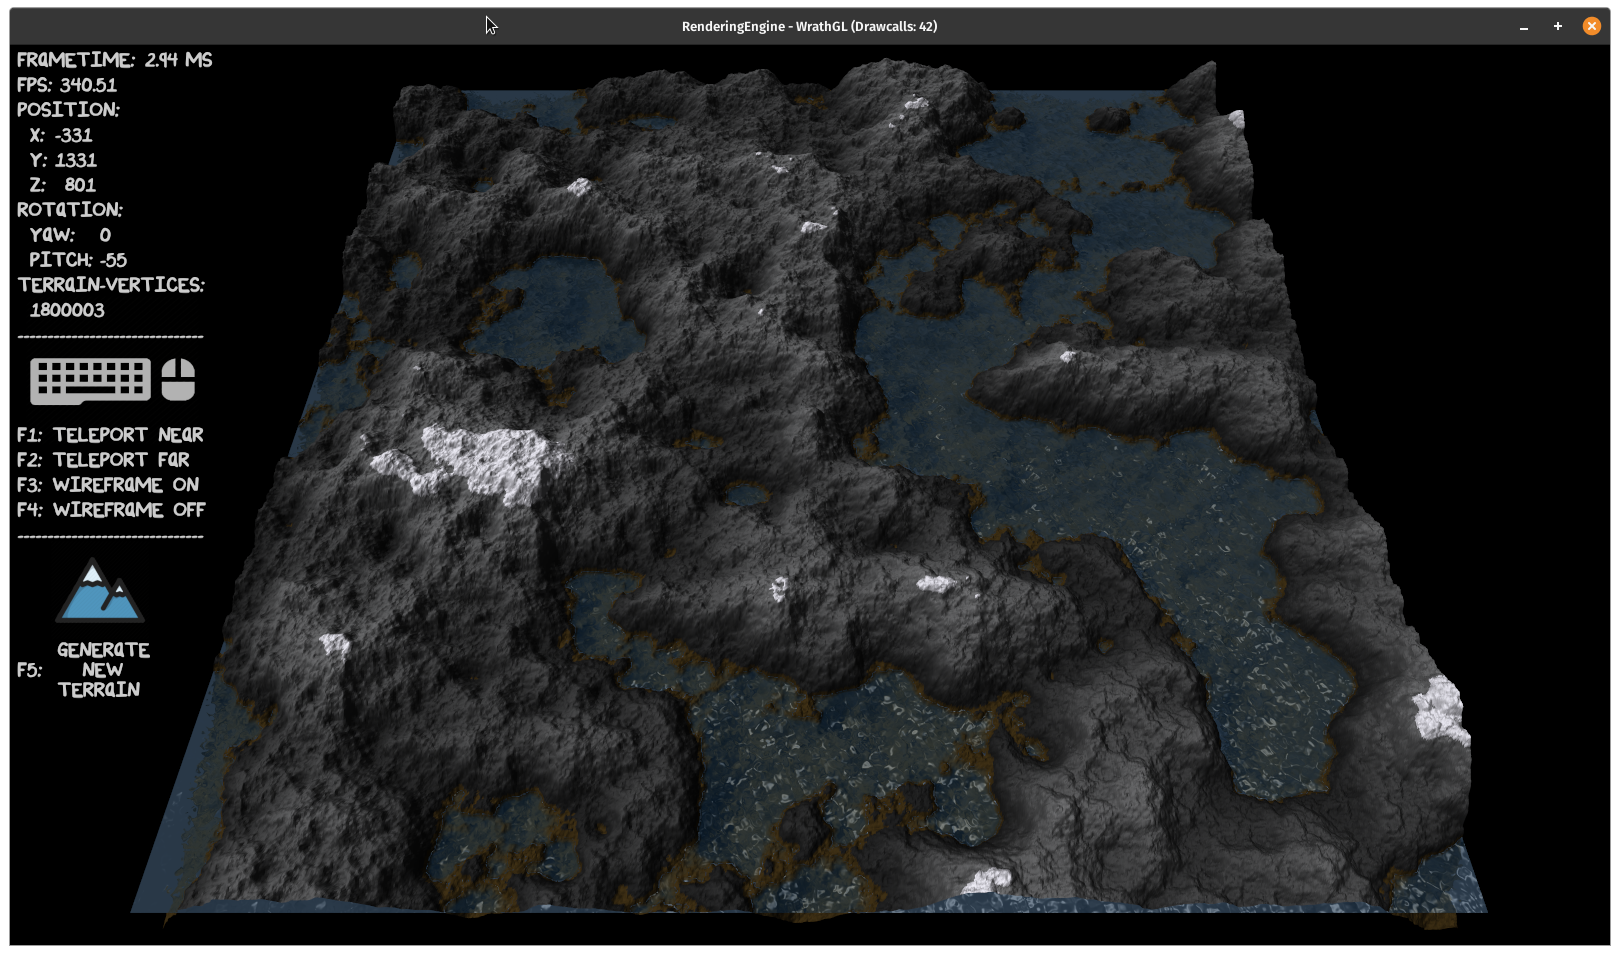 RenderingEngine - WrathGL (Drawcalls: 42)
FRAMETIME: 2.94 MS
FPS: 340.51
POSITION:
X: -331
Y: 1331
Z: 801
ROTATION:
YAW: 0
PITCH: -55
TERRAIN-VERTICES:
1800003
-------------------------------
F1: TELEPORT NEAR
F2: TELEPORT FAR
F3: WIREFRAME ON
F4: WIREFRAME OFF
-------------------------------
GENERATE
F5: NEW
TERRAIN